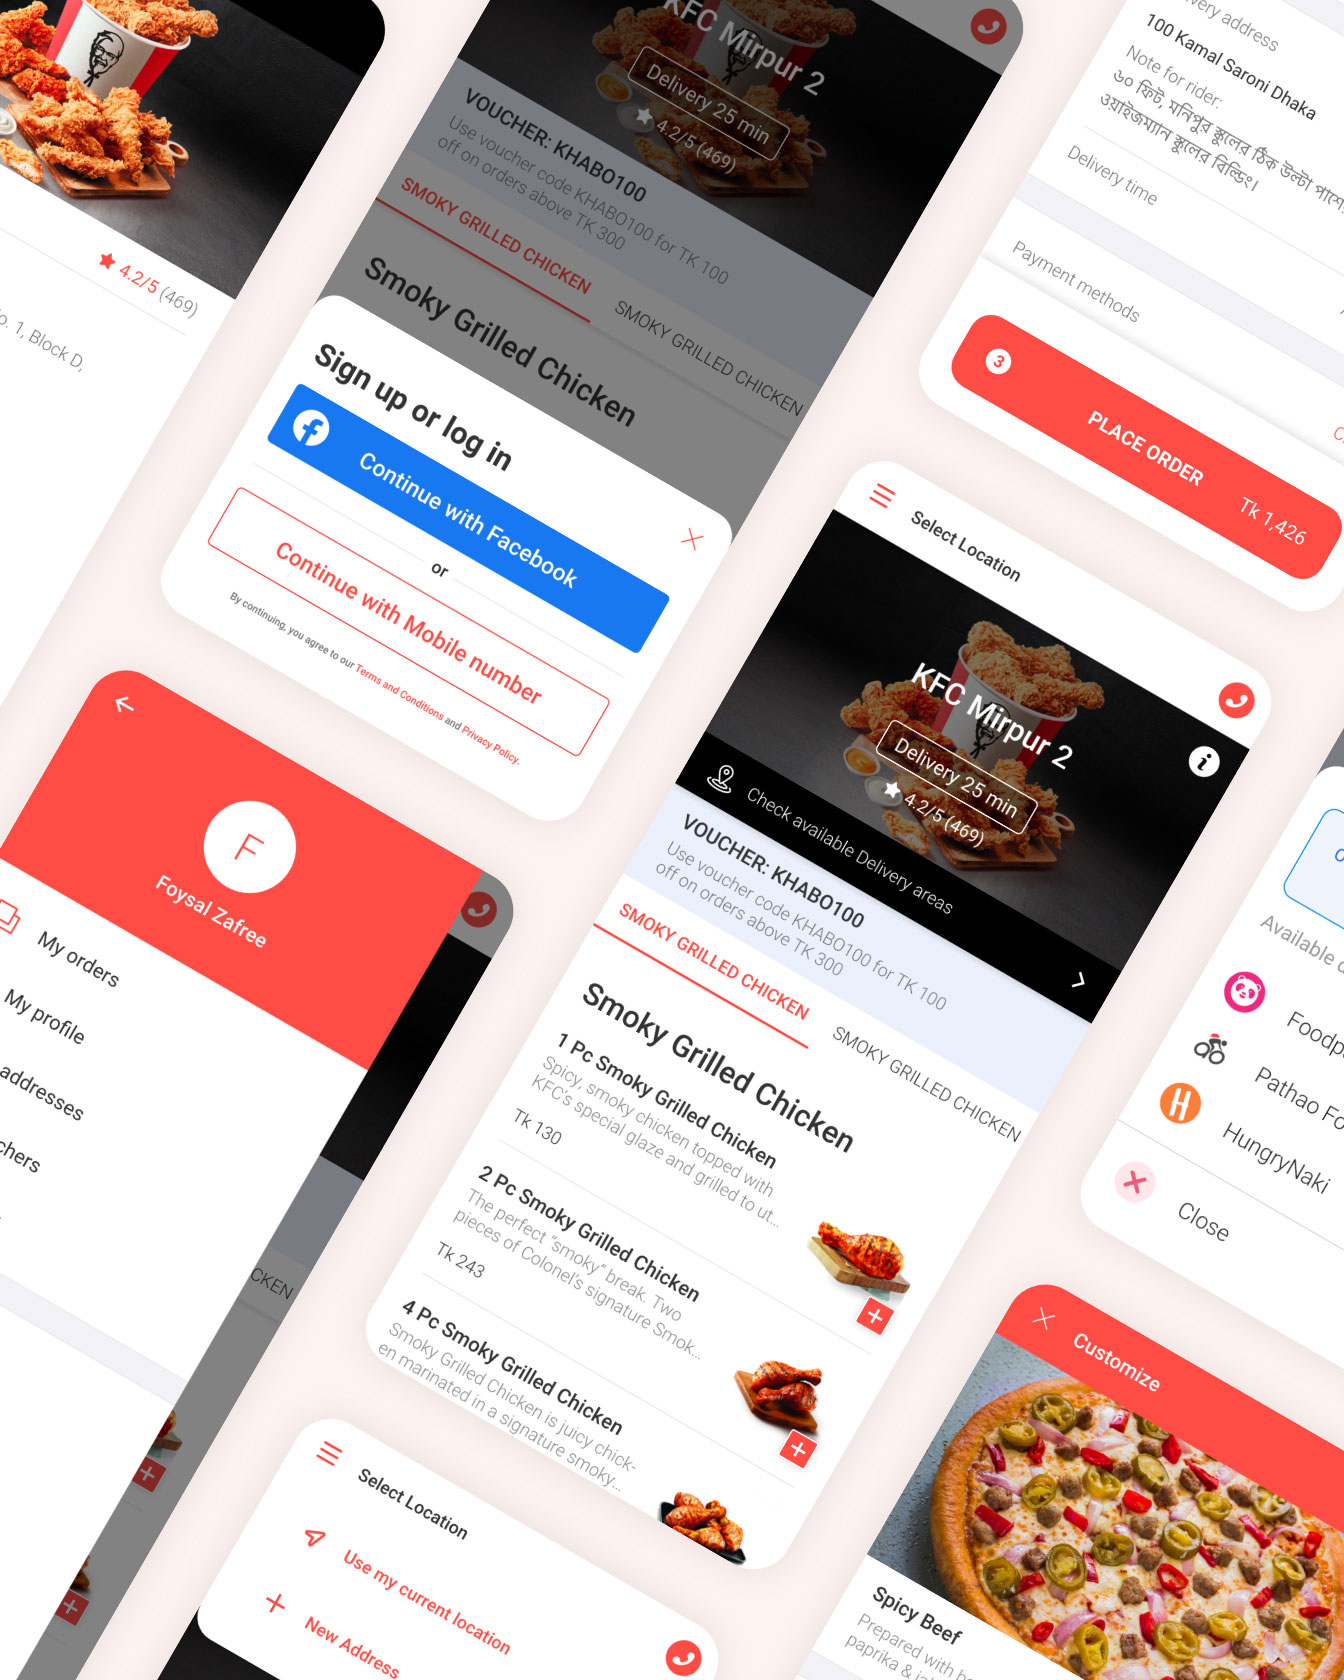 4.2/5 (469)
No. 1, Block D,
KFC Mirpur 2
Delivery 25 min
4.2/5 (469)
VOUCHER: KHABO100
Use voucher code KHABO100 for TK 100
off on orders above TK 300
SMOKY GRILLED CHICKEN
SMOKY GRILLED CHICKEN
Smoky Grilled Chicken
Sign up or log in
Continue with Facebook
or
Continue with Mobile number
By continuing, you agree to our Terms and Conditions and Privacy Policy.
address
100 Kamal Saroni Dhaka
Note for rider:
৬০ ফিট, মনিপুর স্কুলের ঠিক উল্টা পাশে
ওয়াইজম্যান স্কুলের বিল্ডিং।
Delivery time
Payment methods
3
PLACE ORDER
Tk 1,426
F
Foysal Zafree
My orders
My profile
addresses
CKEN
Select Location
KFC Mirpur 2
Delivery 25 min
4.2/5 (469)
Check available Delivery areas
VOUCHER: KHABO100
Use voucher code KHABO100 for TK 100
off on orders above TK 300
SMOKY GRILLED CHICKEN
SMOKY GRILLED CHICKEN
Smoky Grilled Chicken
1 Pc Smoky Grilled Chicken
Spicy, smoky chicken topped with
KFC's special glaze and grilled to ut...
Tk 130
2 Pc Smoky Grilled Chicken
The perfect "smoky" break. Two
pieces of Colonel's signature Smok...
Tk 243
4 Pc Smoky Grilled Chicken
Smoky Grilled Chicken is juicy chick-
en marinated in a signature smoky...
Available
Foodp
Pathao Fo
HungryNaki
Close
Select Location
Use my current location
New Address
Customize
Spicy Beef
Prepared with
paprika &